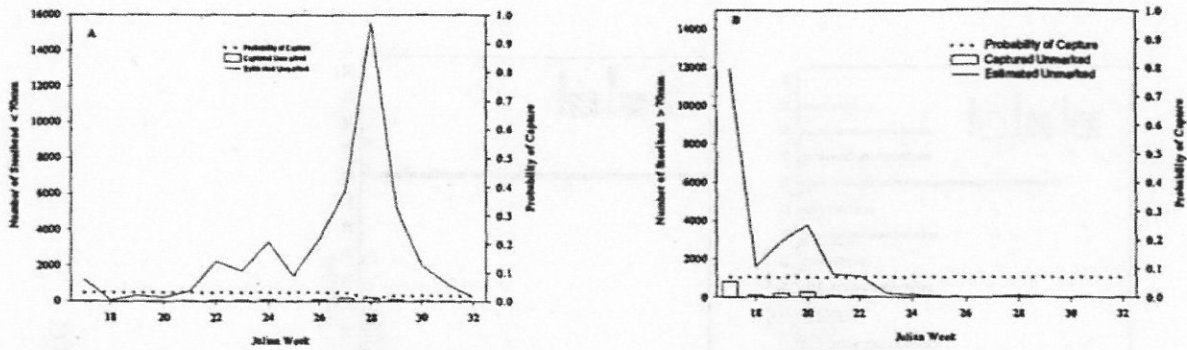 A
Probability of Capture
Captured Unmarked
Estimated Unmarked
Number of Steelhead < 70mm
16000
14000
12000
10000
8000
6000
4000
2000
0
1.0
0.9
0.8
0.7
0.6
0.5
0.4
0.3
0.2
0.1
0.0
Probability of Capture
18 20 22 24 26 28 30 32
Julian Week
B
Probability of Capture
Captured Unmarked
Estimated Unmarked
Number of Steelhead > 70mm
14000
12000
10000
8000
6000
4000
2000
0
1.0
0.9
0.8
0.7
0.6
0.5
0.4
0.3
0.2
0.1
0.0
Probability of Capture
18 20 22 24 26 28 30 32
Julian Week